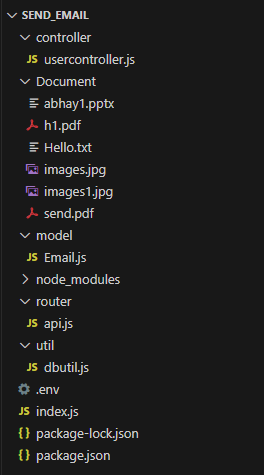 SEND_EMAIL
controller
JS usercontroller.js
Document
abhay1.pptx
h1.pdf
Hello.txt
images.jpg
images1.jpg
send.pdf
model
JS Email.js
node_modules
router
JS api.js
util
JS dbutil.js
.env
JS index.js
{ } package-lock.json
{ } package.json